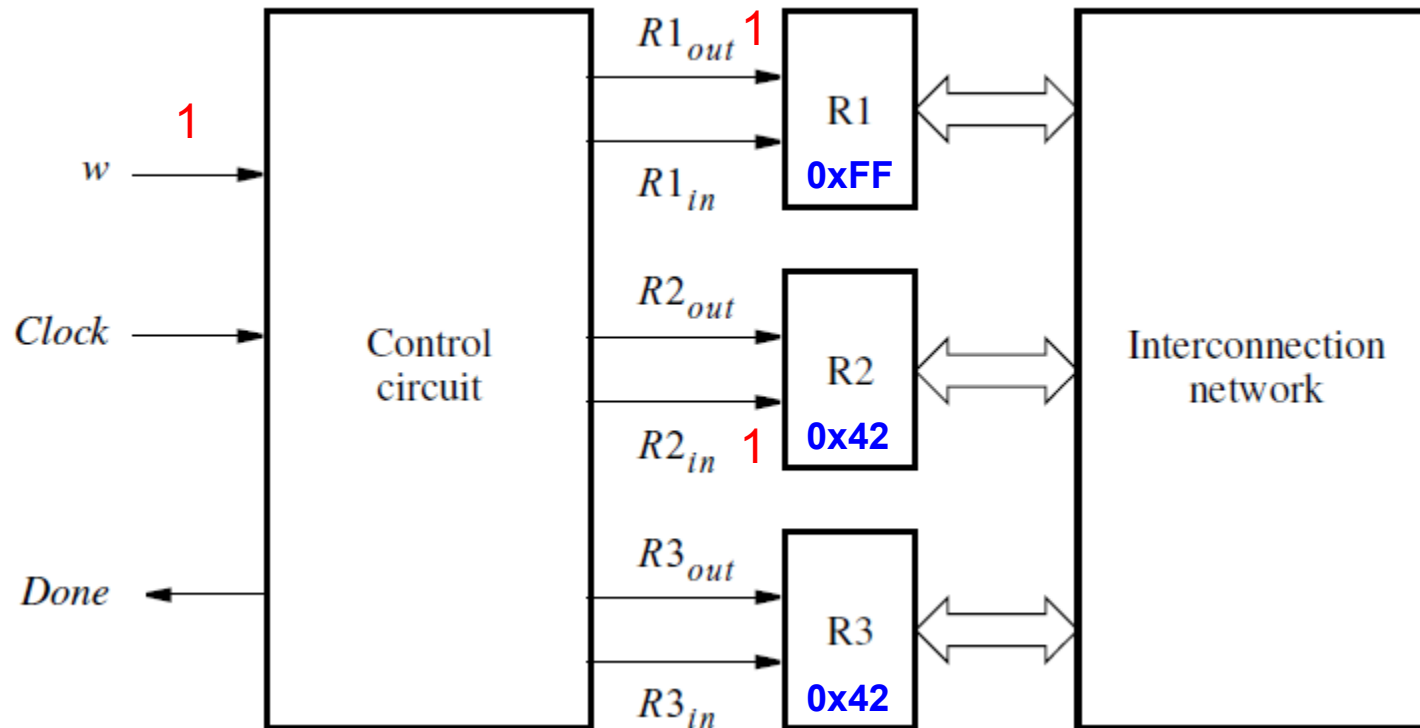 R1out 1
1
w
R1
0xFF
R1in
R2out
Clock
Control
circuit
R2
Interconnection
network
0x42
R2in 1
R3out
Done
R3
0x42
R3in